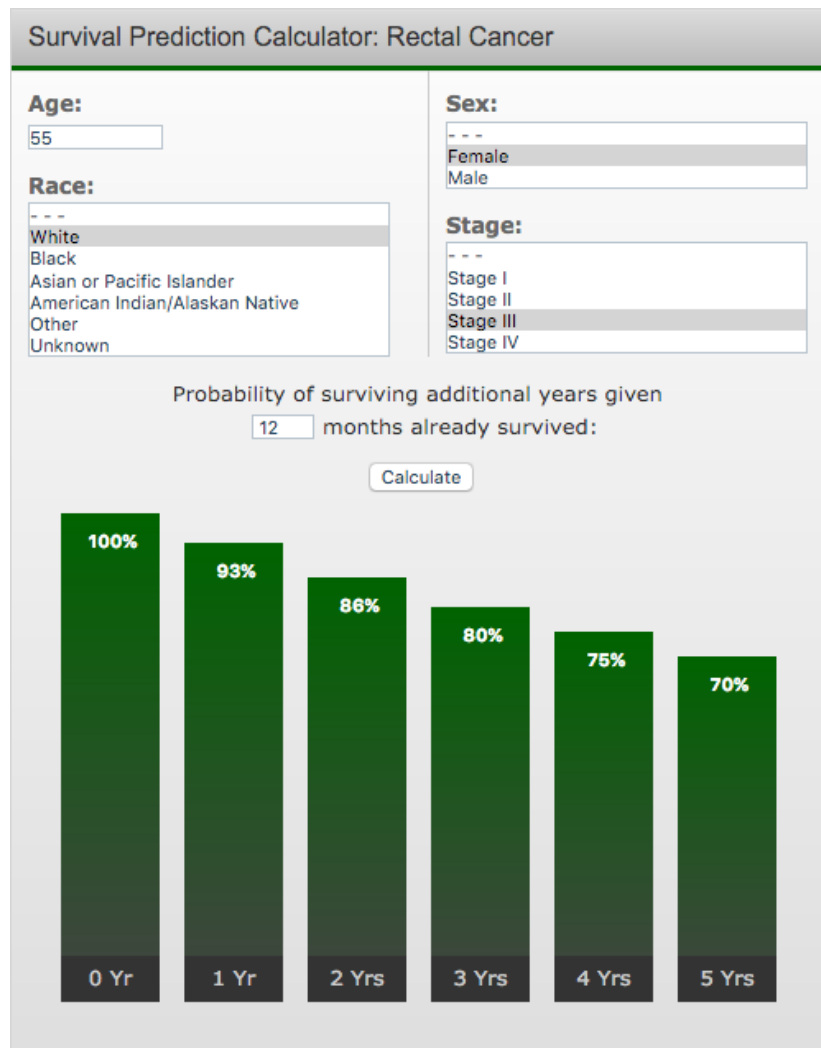 Survival Prediction Calculator: Rectal Cancer
Age:
55
Race:
- - -
White
Black
Asian or Pacific Islander
American Indian/Alaskan Native
Other
Unknown
Sex:
- - -
Female
Male
Stage:
- - -
Stage I
Stage II
Stage III
Stage IV
Probability of surviving additional years given
12 months already survived:
Calculate
100%
93%
86%
80%
75%
70%
0 Yr
1 Yr
2 Yrs
3 Yrs
4 Yrs
5 Yrs